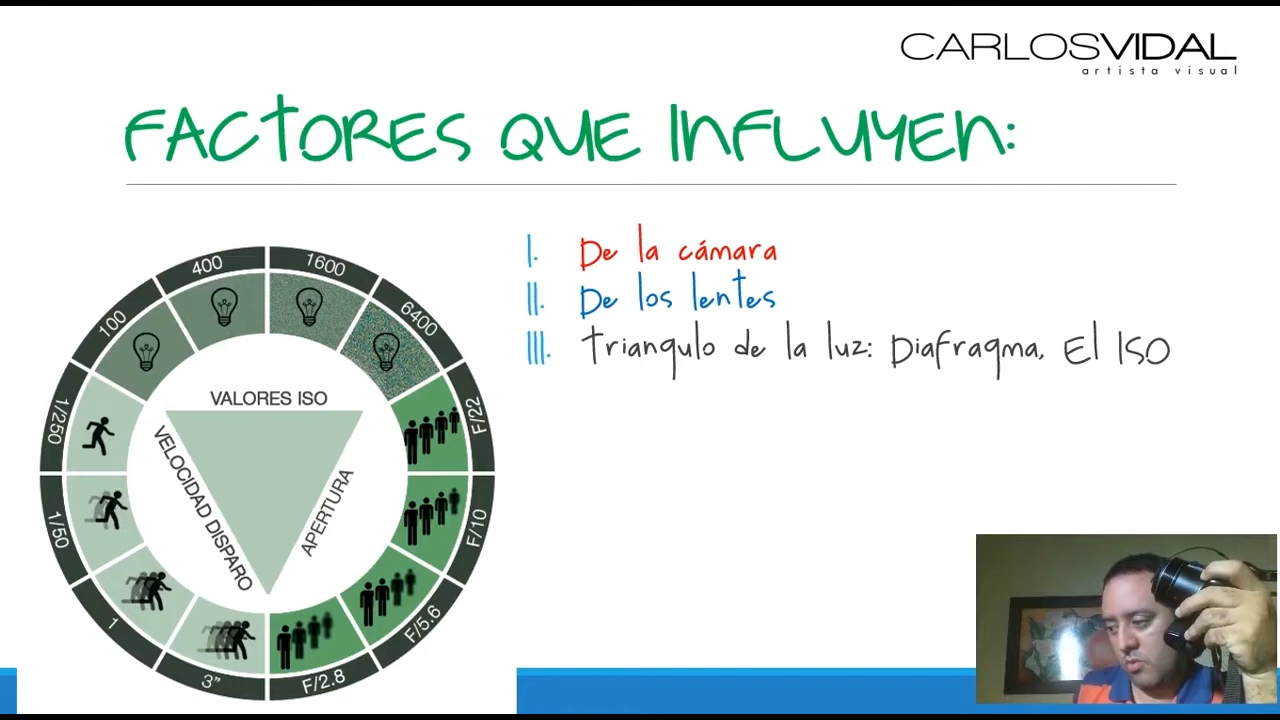 CARLOSVIDAL
artista visual
FACTORES QUE INFLUYEN:
I. De la cámara
II. De los lentes
III. Triangulo de la luz: Diafragma, El ISO
100
400
1600
6400
F/22
F/10
F/5.6
F/2.8
3”
1
1/50
1/250
VALORES ISO
VELOCIDAD DISPARO
APERTURA